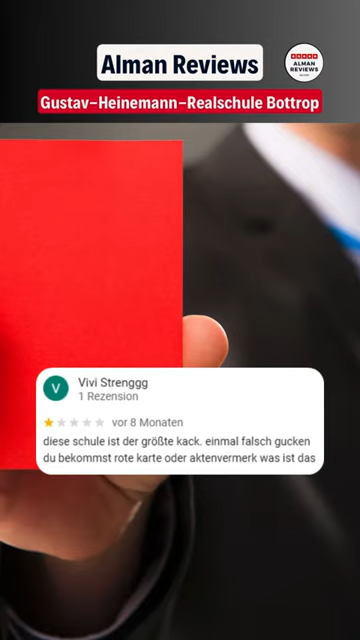 Alman Reviews
ALMAN
REVIEWS
Gustav-Heinemann-Realschule Bottrop
V
Vivi Strenggg
1 Rezension
vor 8 Monaten
diese schule ist der größte kack. einmal falsch gucken
du bekommst rote karte oder aktenvermerk was ist das